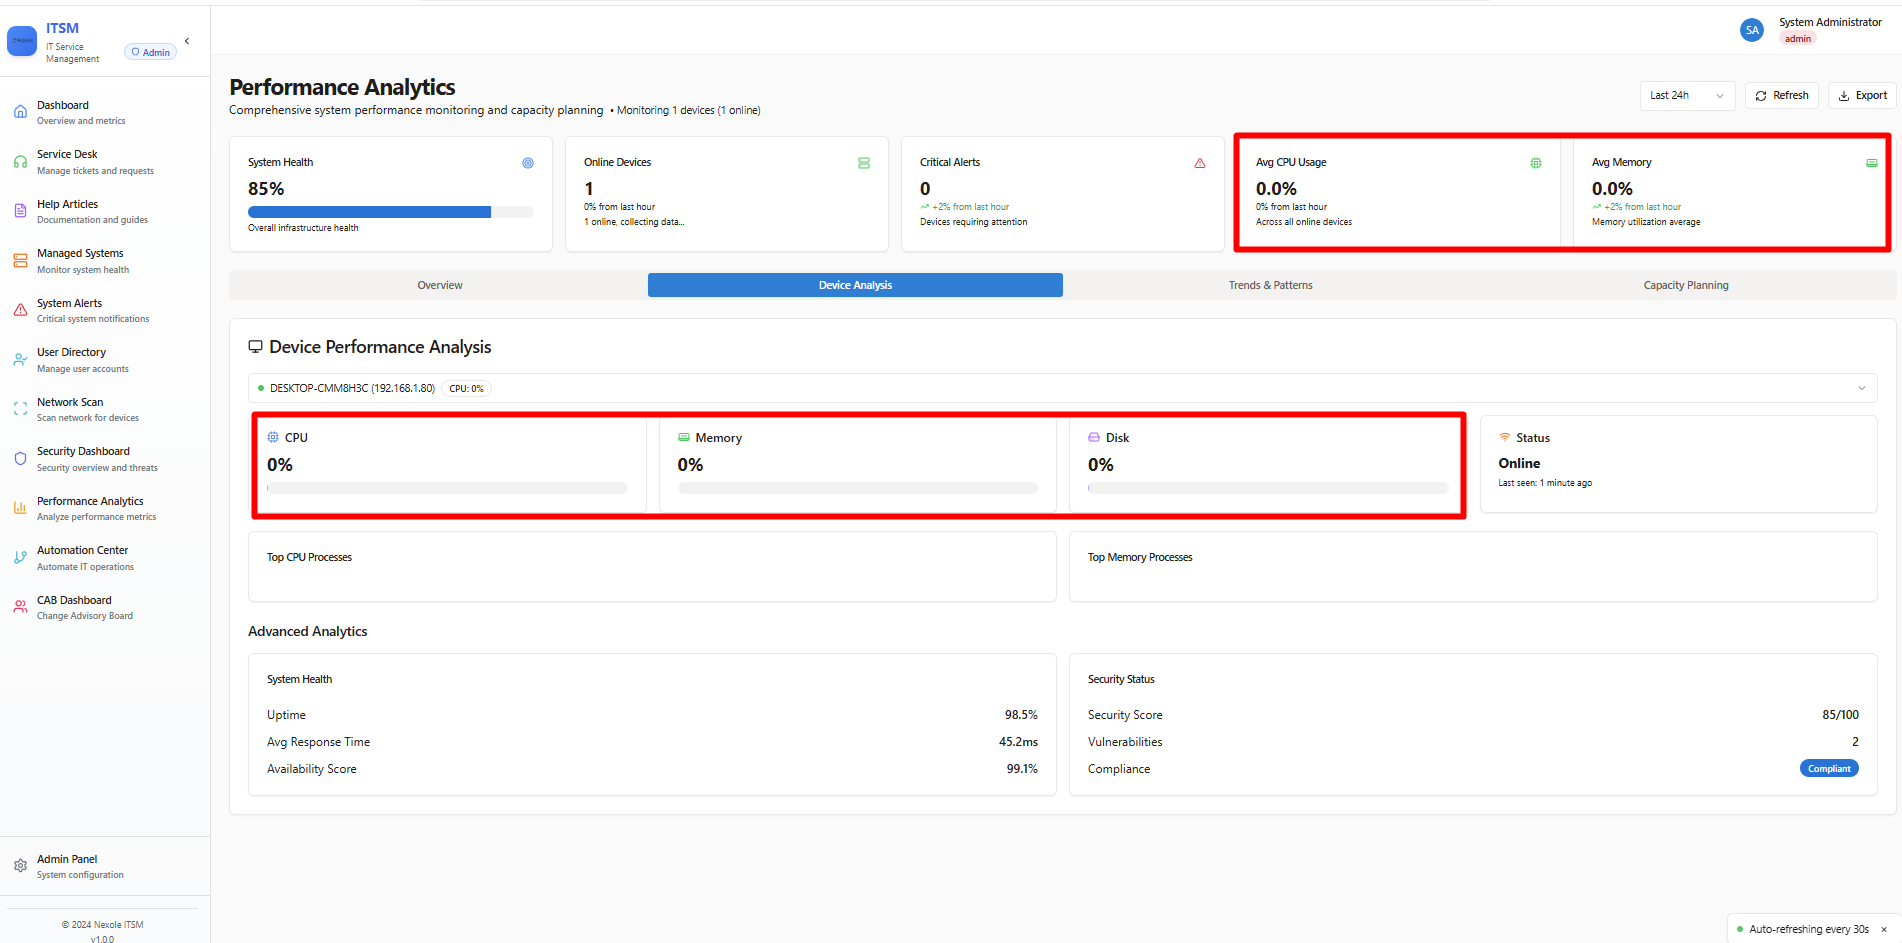 ITSM
IT Service
Management
Admin
Dashboard
Overview and metrics
Service Desk
Manage tickets and requests
Help Articles
Documentation and guides
Managed Systems
Monitor system health
System Alerts
Critical system notifications
User Directory
Manage user accounts
Network Scan
Scan network for devices
Security Dashboard
Security overview and threats
Performance Analytics
Analyze performance metrics
Automation Center
Automate IT operations
CAB Dashboard
Change Advisory Board
Admin Panel
System configuration
© 2024 Nexole ITSM
v1.0.0
SA
System Administrator
admin
Performance Analytics
Comprehensive system performance monitoring and capacity planning • Monitoring 1 devices (1 online)
Last 24h
Refresh
Export
System Health
85%
Overall infrastructure health
Online Devices
1
0% from last hour
1 online, collecting data...
Critical Alerts
0
+2% from last hour
Devices requiring attention
Avg CPU Usage
0.0%
0% from last hour
Across all online devices
Avg Memory
0.0%
+2% from last hour
Memory utilization average
Overview
Device Analysis
Trends & Patterns
Capacity Planning
Device Performance Analysis
DESKTOP-CMM8H3C (192.168.1.80) CPU: 0%
CPU
0%
Memory
0%
Disk
0%
Status
Online
Last seen: 1 minute ago
Top CPU Processes
Top Memory Processes
Advanced Analytics
System Health
Uptime 98.5%
Avg Response Time 45.2ms
Availability Score 99.1%
Security Status
Security Score 85/100
Vulnerabilities 2
Compliance Compliant
Auto-refreshing every 30s ×